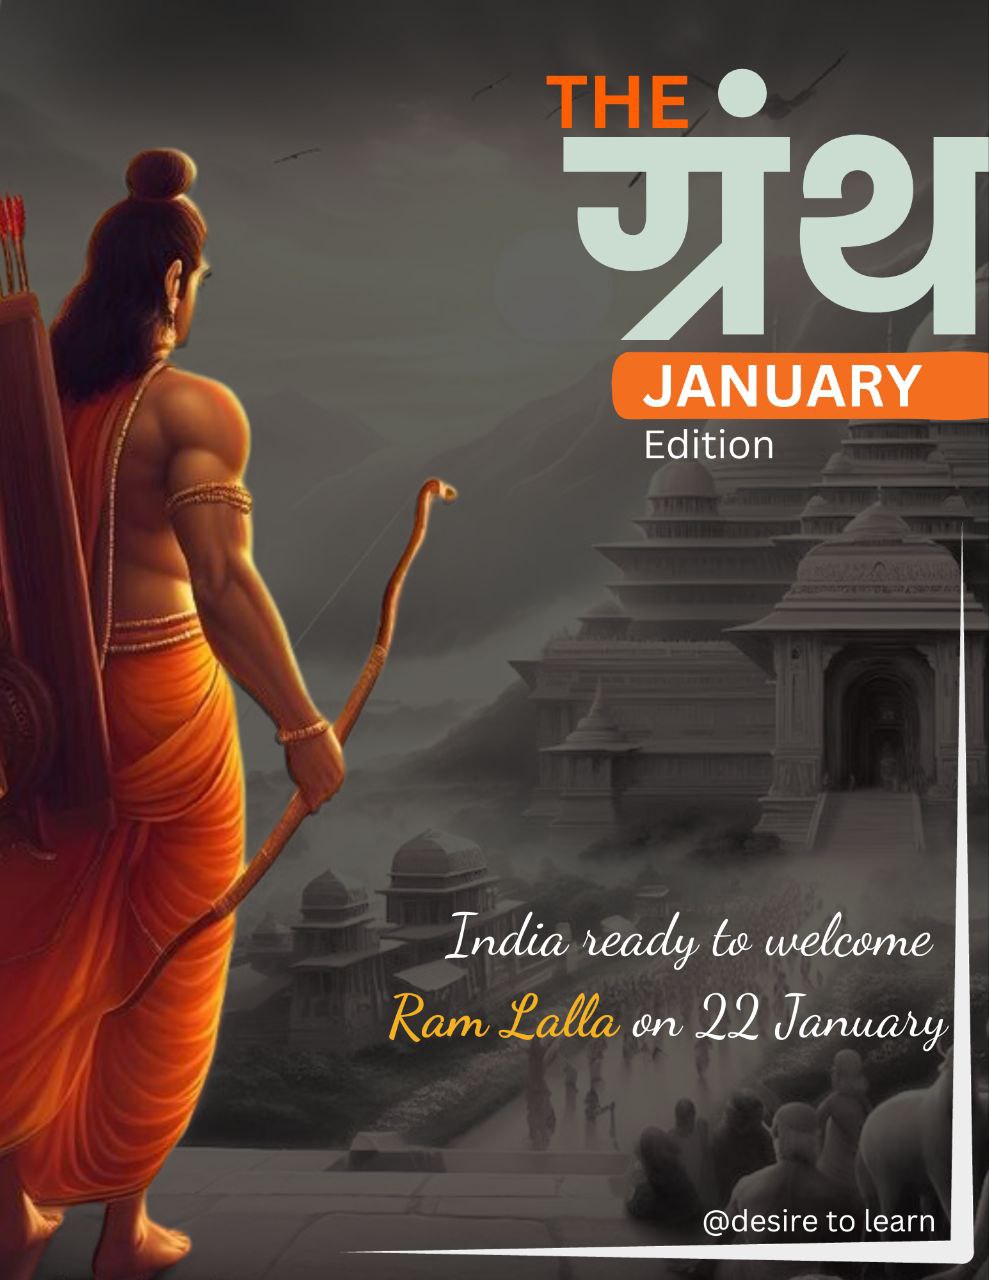 THE
ग्रंथ
JANUARY
Edition
India ready to welcome
Ram Lalla on 22 January
@desire to learn